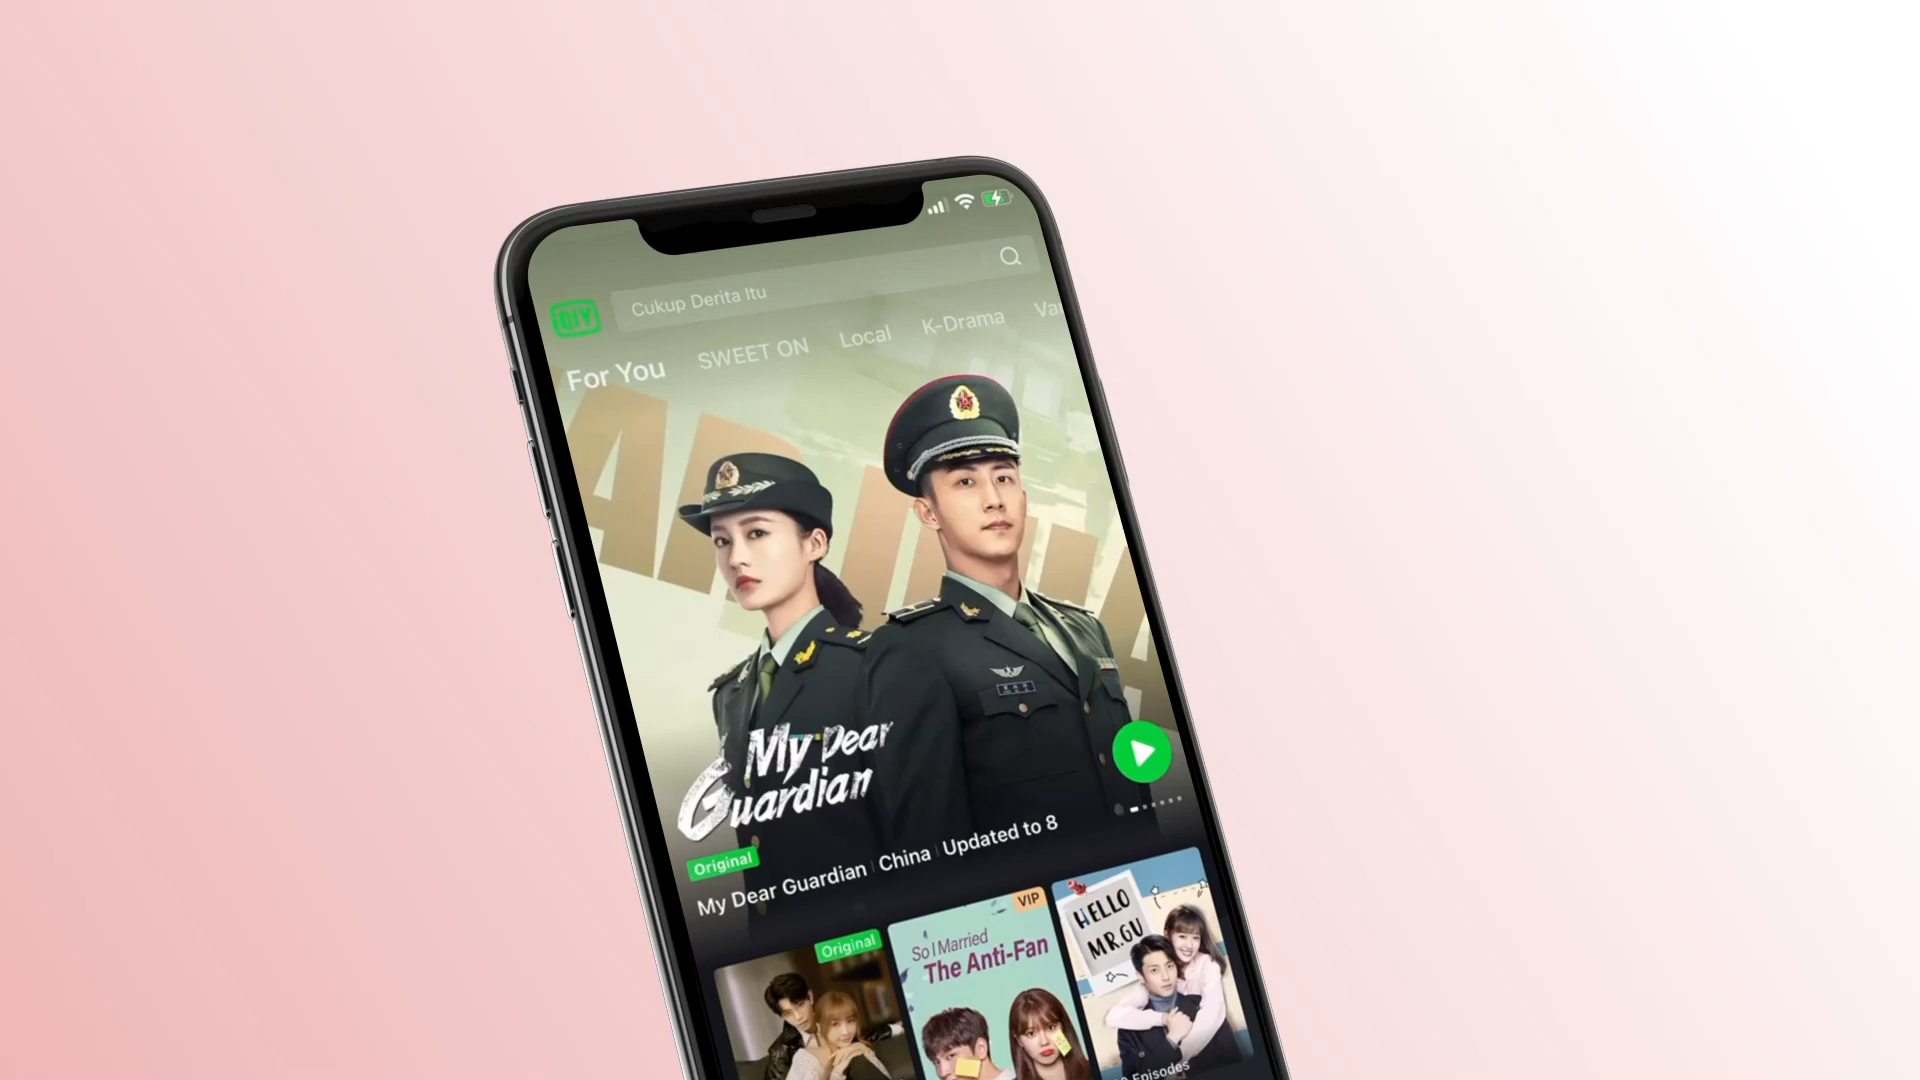 iQIYI
Cukup Derita Itu
For You
SWEET ON
Local
K-Drama
My Dear
Guardian
Original
My Dear Guardian | China | Updated to 8
Original
VIP
So I Married
The Anti-Fan
HELLO
MR.GU
Episodes